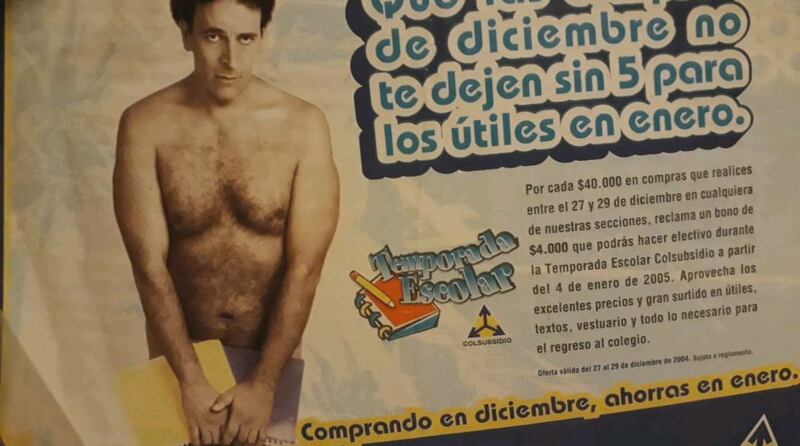 Que las
de diciembre no
te dejen sin 5 para
los útiles en enero.
Por cada $40.000 en compras que realices
entre el 27 y 29 de diciembre en cualquiera
de nuestras secciones, reclama un bono de
$4.000 que podrás hacer efectivo durante
la Temporada Escolar Colsubsidio a partir
del 4 de enero de 2005. Aprovecha los
excelentes precios y gran surtido en útiles,
textos, vestuario y todo lo necesario para
el regreso al colegio.
Oferta válida del 27 al 29 de diciembre de 2004. Sujeta a reglamento.
Temporada
Escolar
COLSUBSIDIO
Comprando en diciembre, ahorras en enero.